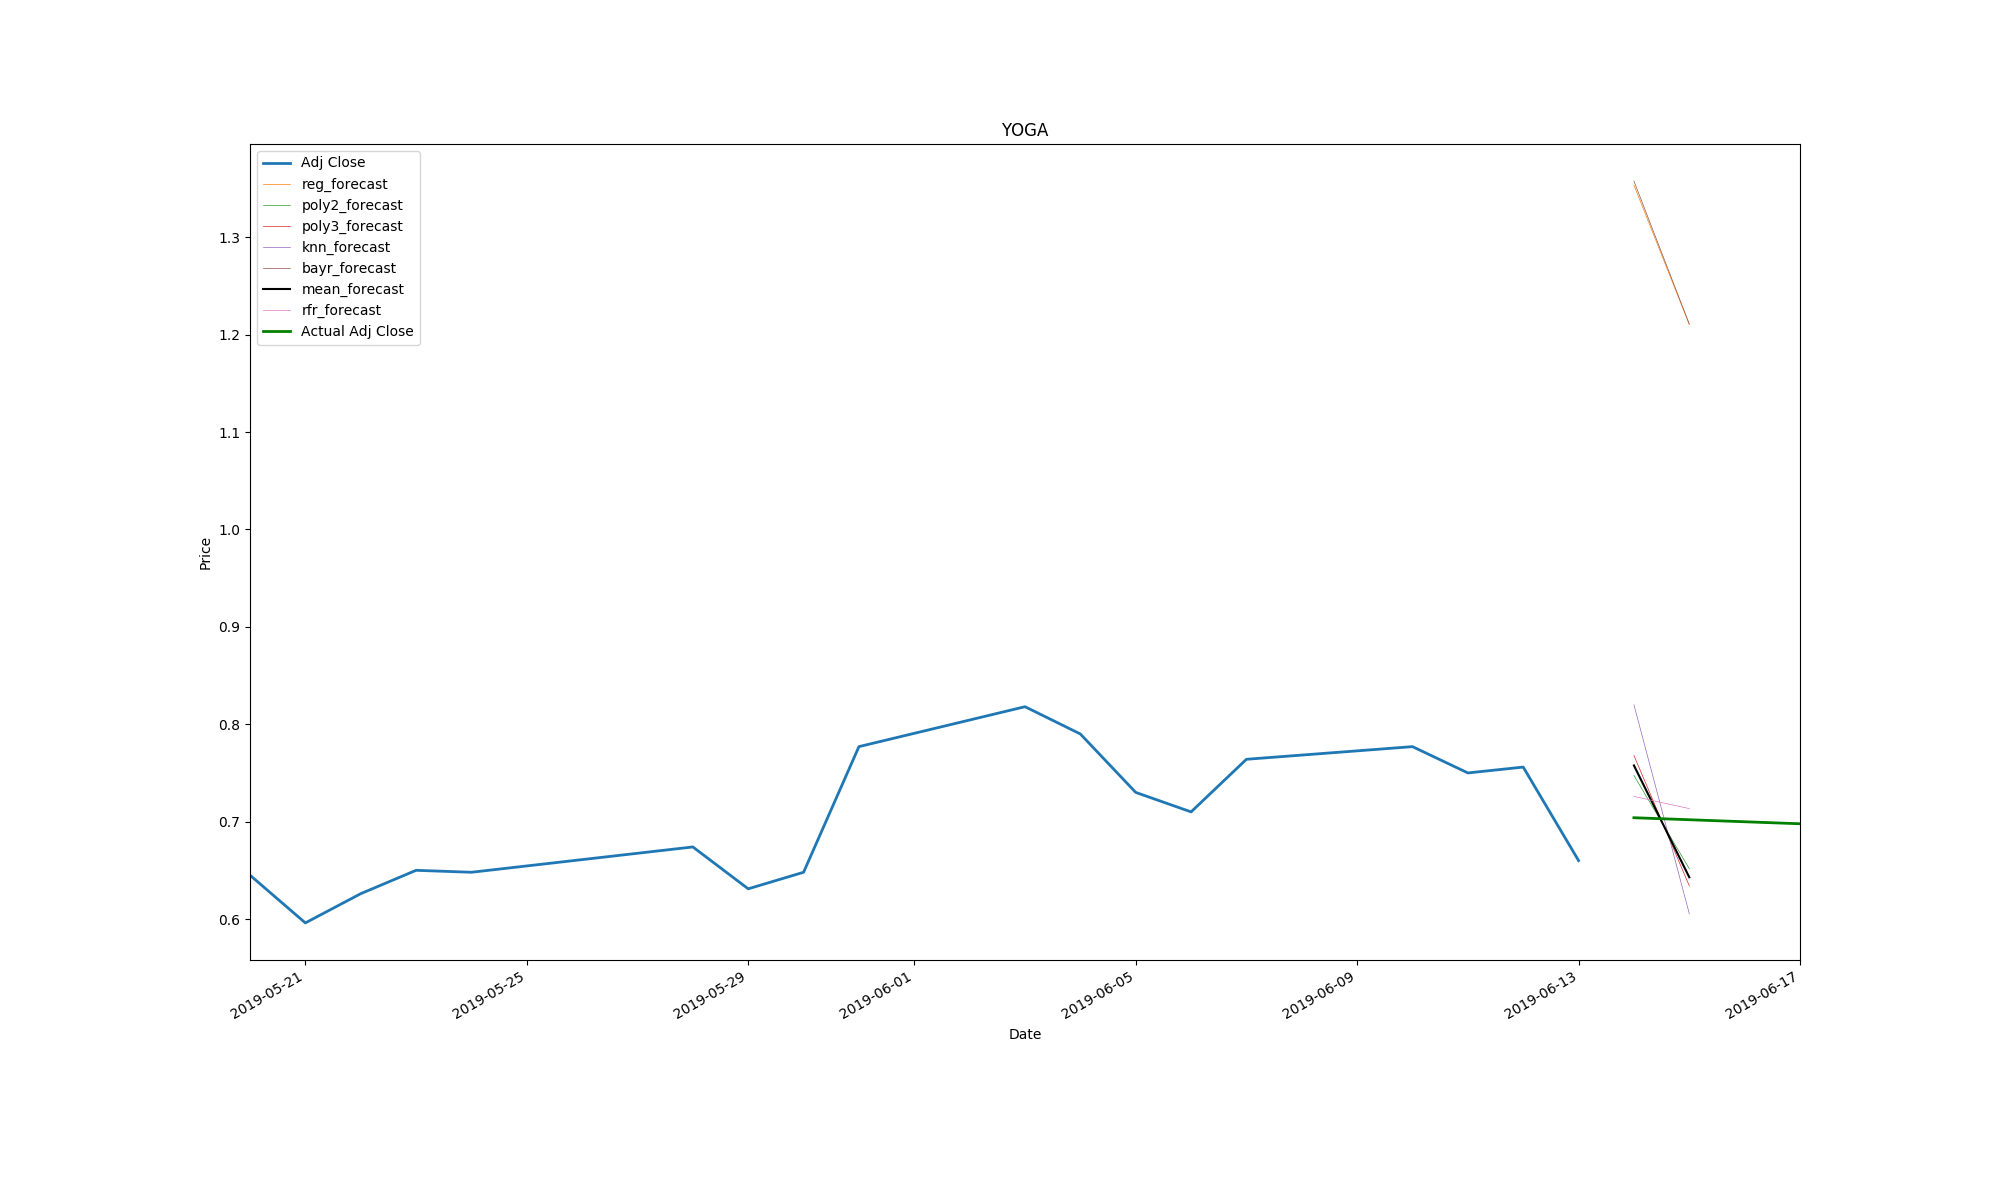 YOGA
Adj Close
reg_forecast
poly2_forecast
poly3_forecast
knn_forecast
bayr_forecast
mean_forecast
rfr_forecast
Actual Adj Close
1.3
1.2
1.1
1.0
0.9
0.8
0.7
0.6
Price
2019-05-21
2019-05-25
2019-05-29
2019-06-01
2019-06-05
2019-06-09
2019-06-13
2019-06-17
Date